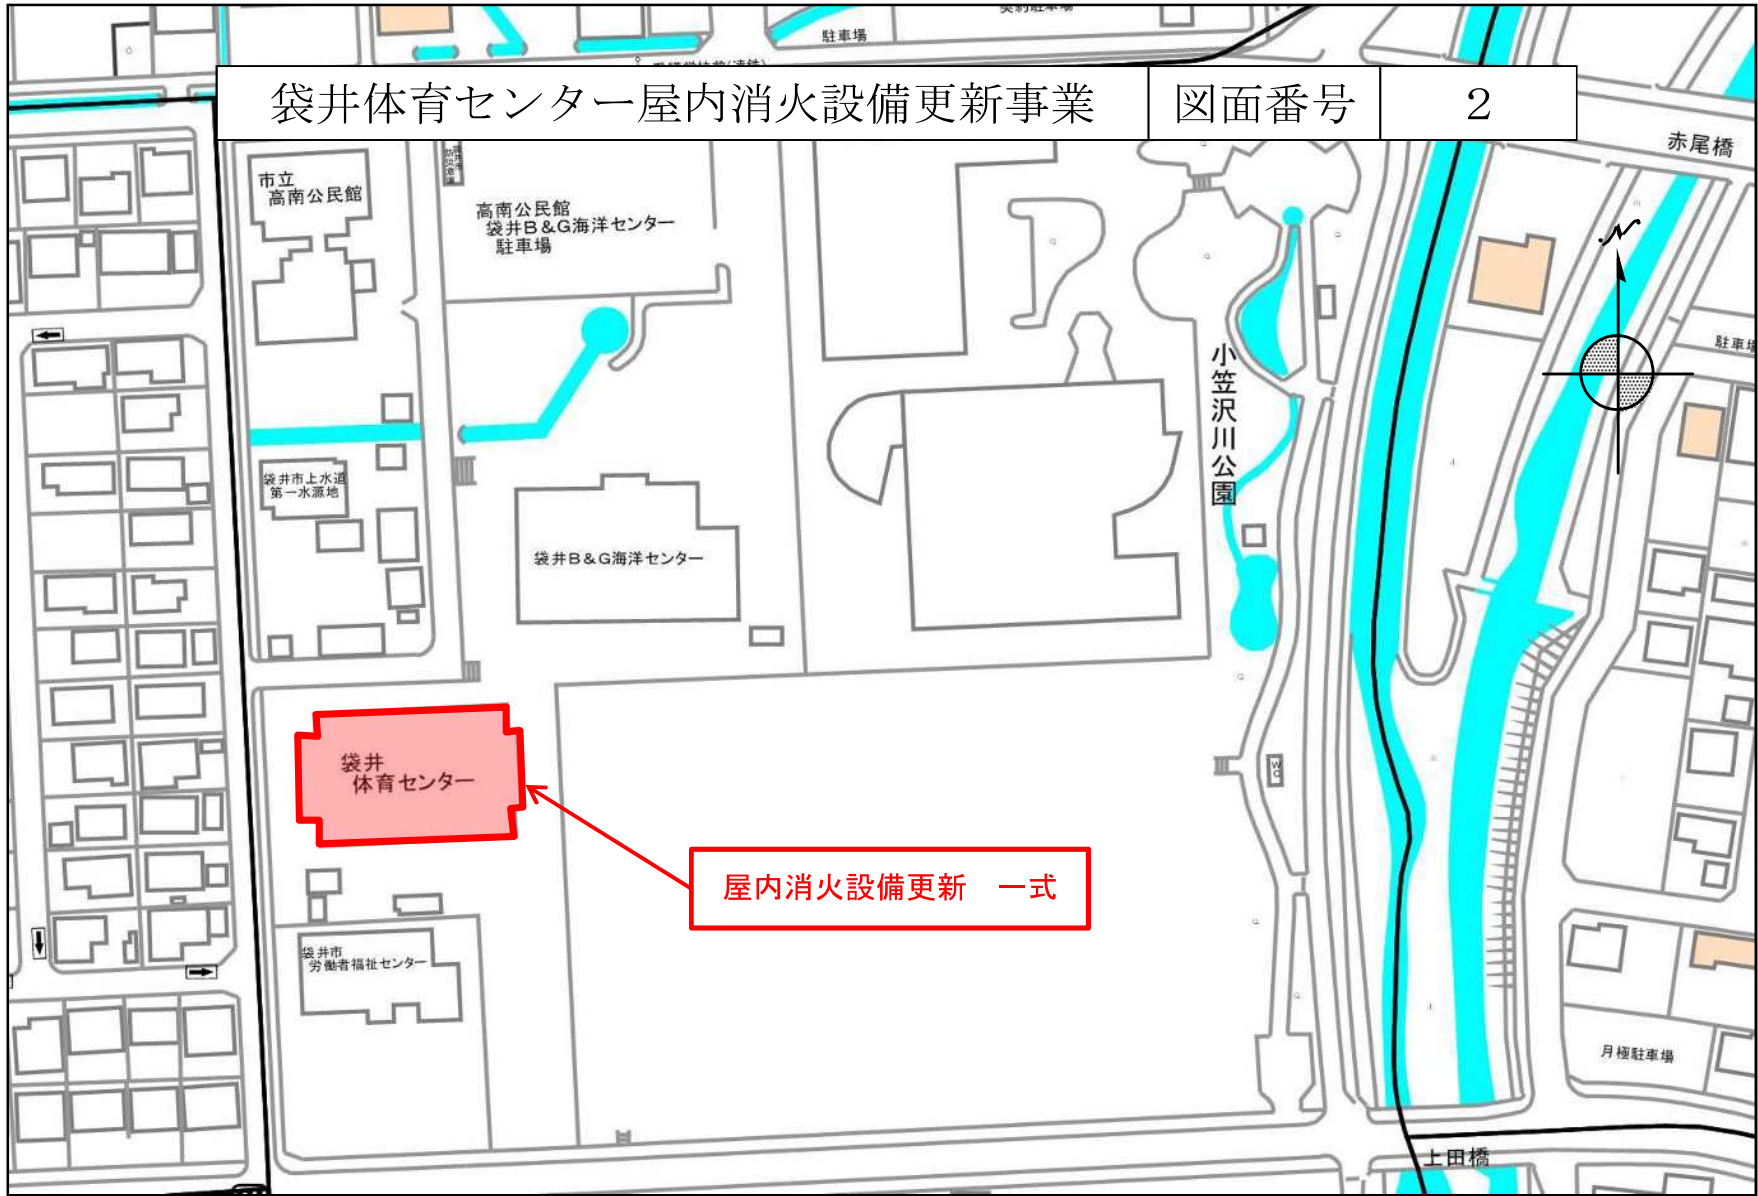 駐車場
袋井体育センター屋内消火設備更新事業 図面番号 2
赤尾橋
市立
高南公民館
高南公民館
袋井B&G海洋センター
駐車場
N
駐車場
小笠沢川公園
袋井市上水道
第一水源地
袋井B&G海洋センター
袋井
体育センター
WC
屋内消火設備更新 一式
袋井市
労働者福祉センター
月極駐車場
上田橋